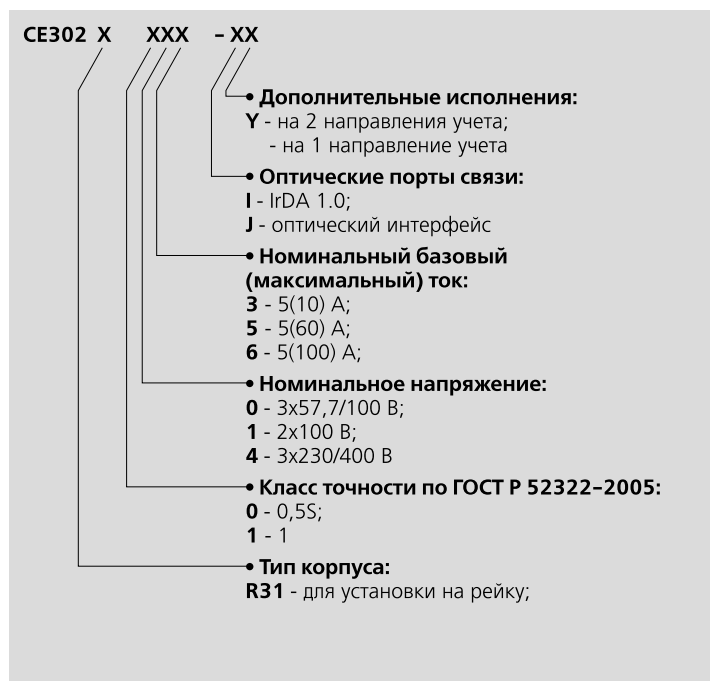 CE302 X XXX – XX
• Дополнительные исполнения:
Y - на 2 направления учета;
- на 1 направление учета
• Оптические порты связи:
I - IrDA 1.0;
J - оптический интерфейс
• Номинальный базовый
(максимальный) ток:
3 - 5(10) А;
5 - 5(60) А;
6 - 5(100) А;
• Номинальное напряжение:
0 - 3х57,7/100 В;
1 - 2х100 В;
4 - 3х230/400 В
• Класс точности по ГОСТ Р 52322–2005:
0 - 0,5S;
1 - 1
• Тип корпуса:
R31 - для установки на рейку;